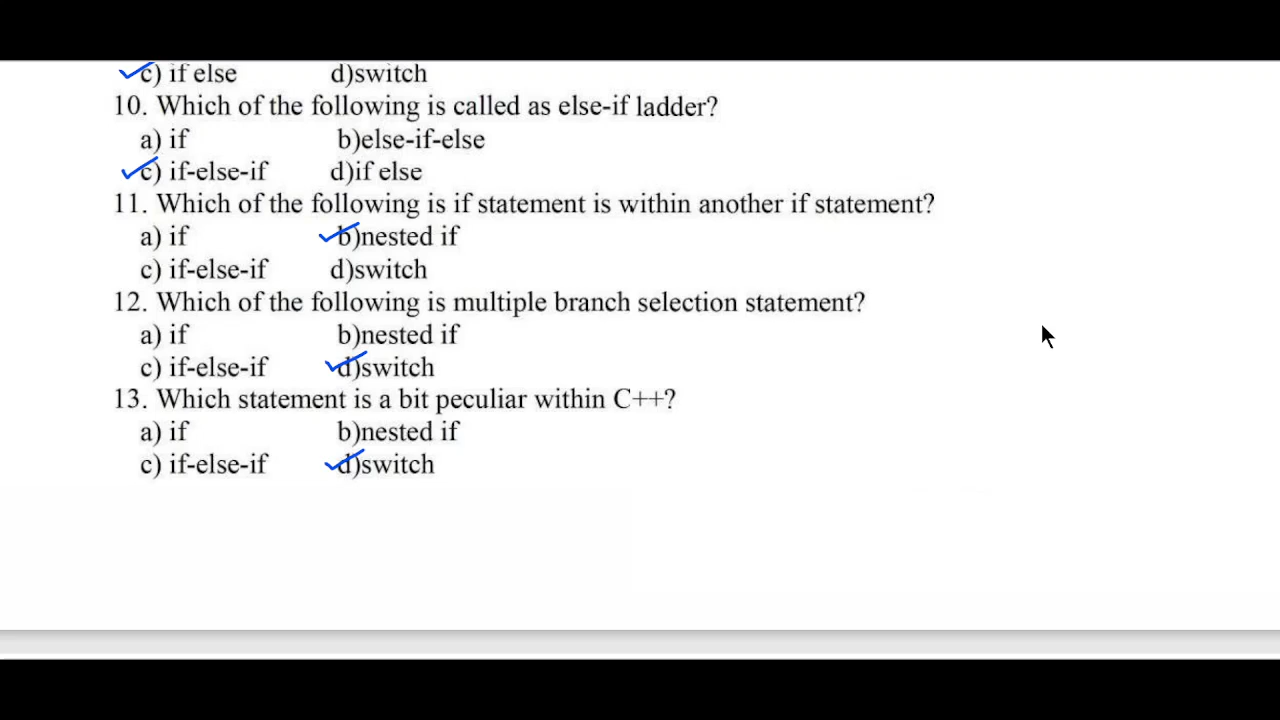 c) if else d)switch
10. Which of the following is called as else-if ladder?
a) if b)else-if-else
c) if-else-if d)if else
11. Which of the following is if statement is within another if statement?
a) if b)nested if
c) if-else-if d)switch
12. Which of the following is multiple branch selection statement?
a) if b)nested if
c) if-else-if d)switch
13. Which statement is a bit peculiar within C++?
a) if b)nested if
c) if-else-if d)switch